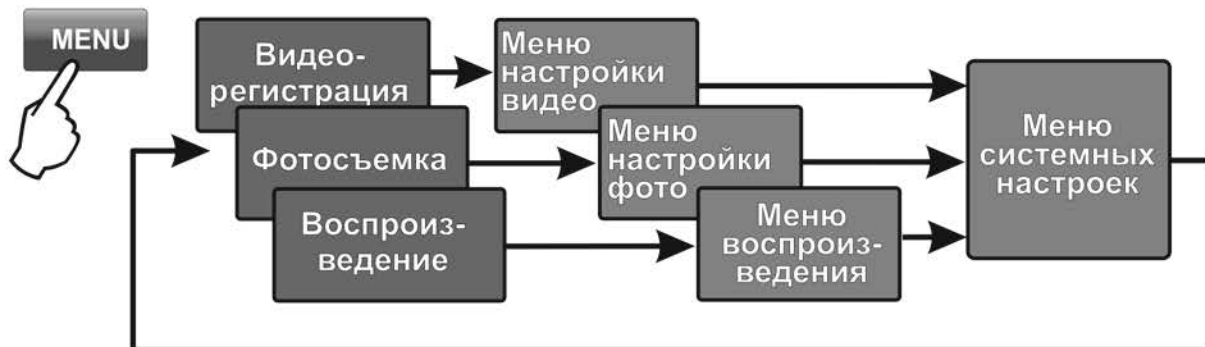 MENU
Видео-
регистрация
Меню
настройки
видео
Фотосъемка
Меню
настройки
фото
Воспроиз-
ведение
Меню
воспроиз-
ведения
Меню
системных
настроек